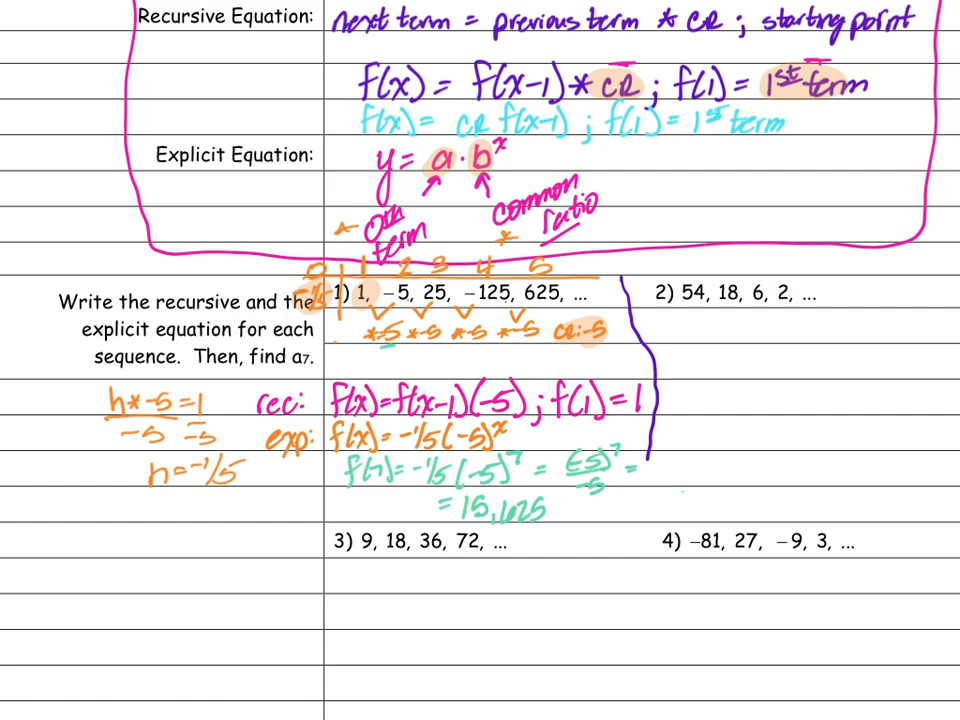 Recursive Equation: next term = previous term * CR ; starting point
f(x) = f(x-1) * CR ; f(1) = 1st term
f(x) = CR f(x-1) ; f(1) = 1st term
Explicit Equation: y = a · b^x
0th term
common ratio
*
0 1 2 3 4 5
-1/5
Write the recursive and the explicit equation for each sequence. Then, find a₇.
1) 1, −5, 25, −125, 625, ...
*-5 *-5 *-5 *-5 CR:-5
2) 54, 18, 6, 2, ...
n * -5 = 1
-5 -5
n = -1/5
rec: f(x) = f(x-1)(-5) ; f(1) = 1
exp: f(x) = -1/5(-5)^x
f(7) = -1/5(-5)^7 = (-5)^7/-5 =
= 15,625
3) 9, 18, 36, 72, ...
4) −81, 27, −9, 3, ...